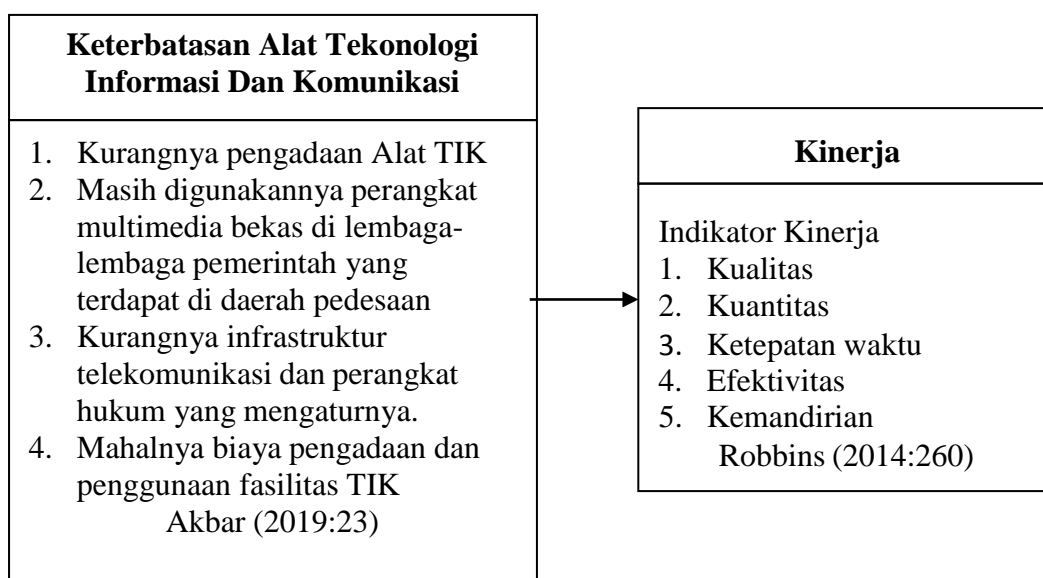 Keterbatasan Alat Tekonologi
Informasi Dan Komunikasi
1. Kurangnya pengadaan Alat TIK
2. Masih digunakannya perangkat
multimedia bekas di lembaga-
lembaga pemerintah yang
terdapat di daerah pedesaan
3. Kurangnya infrastruktur
telekomunikasi dan perangkat
hukum yang mengaturnya.
4. Mahalnya biaya pengadaan dan
penggunaan fasilitas TIK
Akbar (2019:23)
Kinerja
Indikator Kinerja
1. Kualitas
2. Kuantitas
3. Ketepatan waktu
4. Efektivitas
5. Kemandirian
Robbins (2014:260)